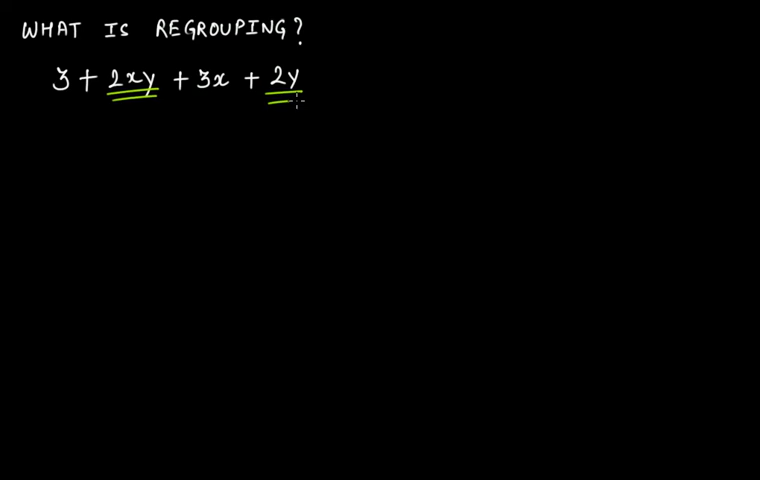 WHAT IS REGROUPING?
3 + 2xy + 3x + 2y